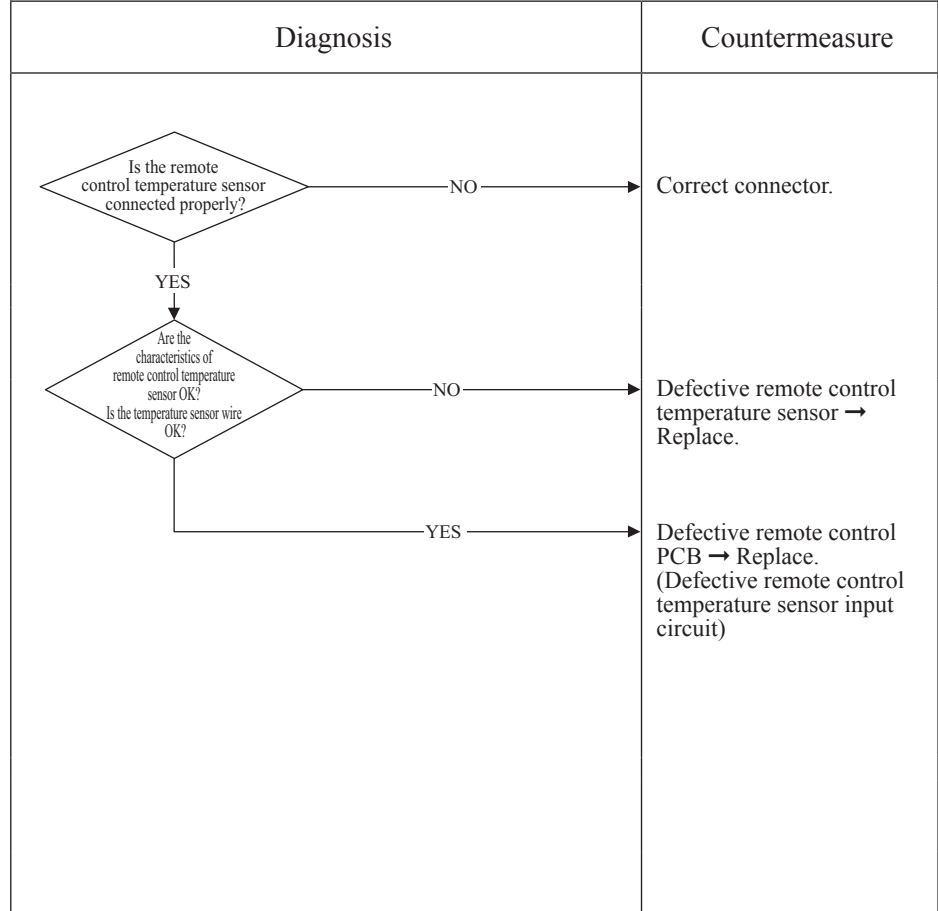 Diagnosis
Countermeasure
Is the remote
control temperature sensor
connected properly?
NO
Correct connector.
YES
Are the
characteristics of
remote control temperature
sensor OK?
Is the temperature sensor wire
OK?
NO
Defective remote control
temperature sensor ➞
Replace.
YES
Defective remote control
PCB ➞ Replace.
(Defective remote control
temperature sensor input
circuit)